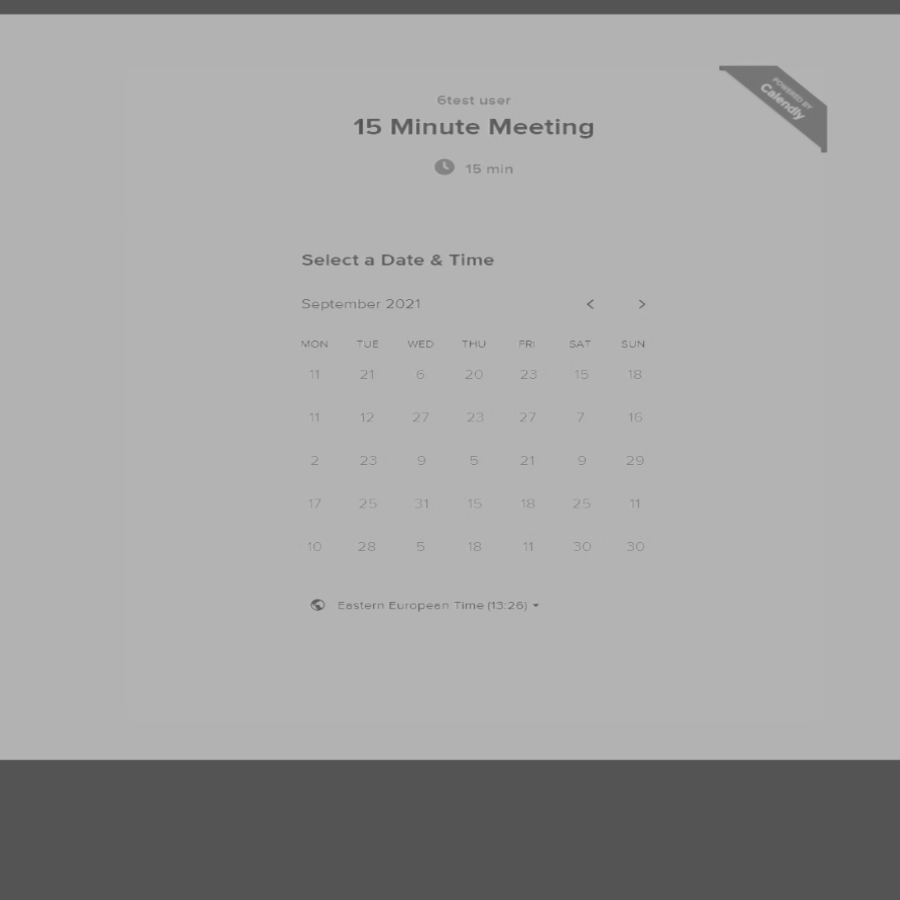 POWERED BY
Calendly
6test user
15 Minute Meeting
15 min
Select a Date & Time
September 2021 < >
MON TUE WED THU FRI SAT SUN
11 21 6 20 23 15 18
11 12 27 23 27 7 16
2 23 9 5 21 9 29
17 25 31 15 18 25 11
10 28 5 18 11 30 30
Eastern European Time (13:26)